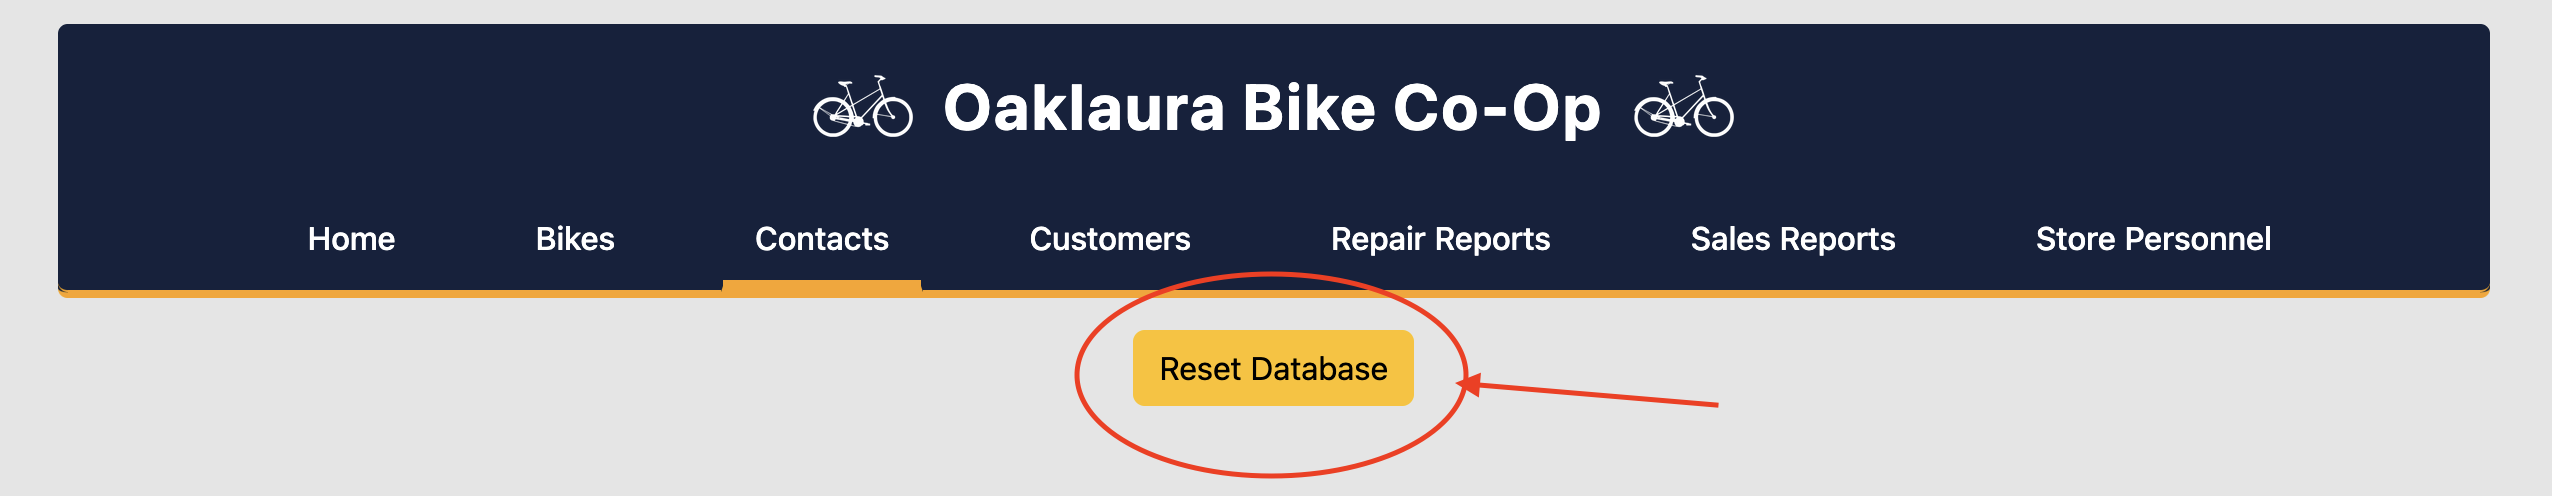 Oaklaura Bike Co-Op
Home Bikes Contacts Customers Repair Reports Sales Reports Store Personnel
Reset Database